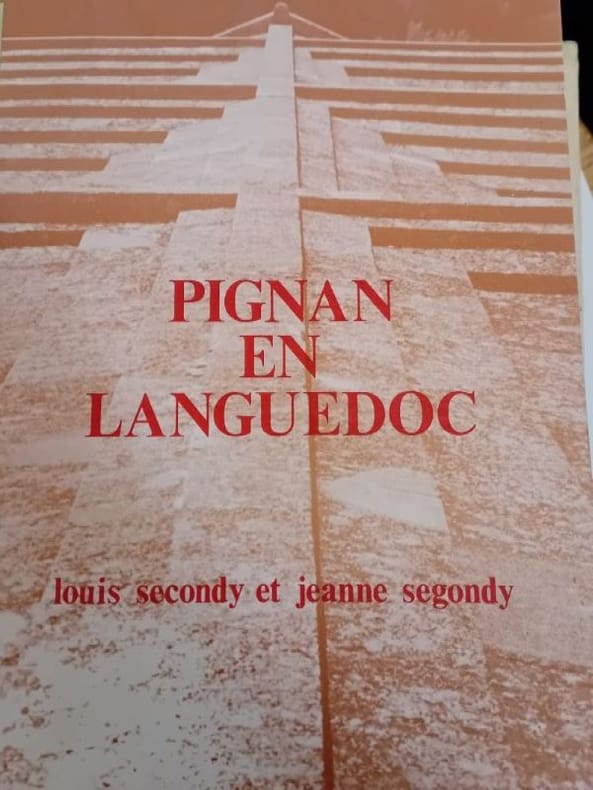 PIGNAN
EN
LANGUEDOC
louis secondy et jeanne segondy